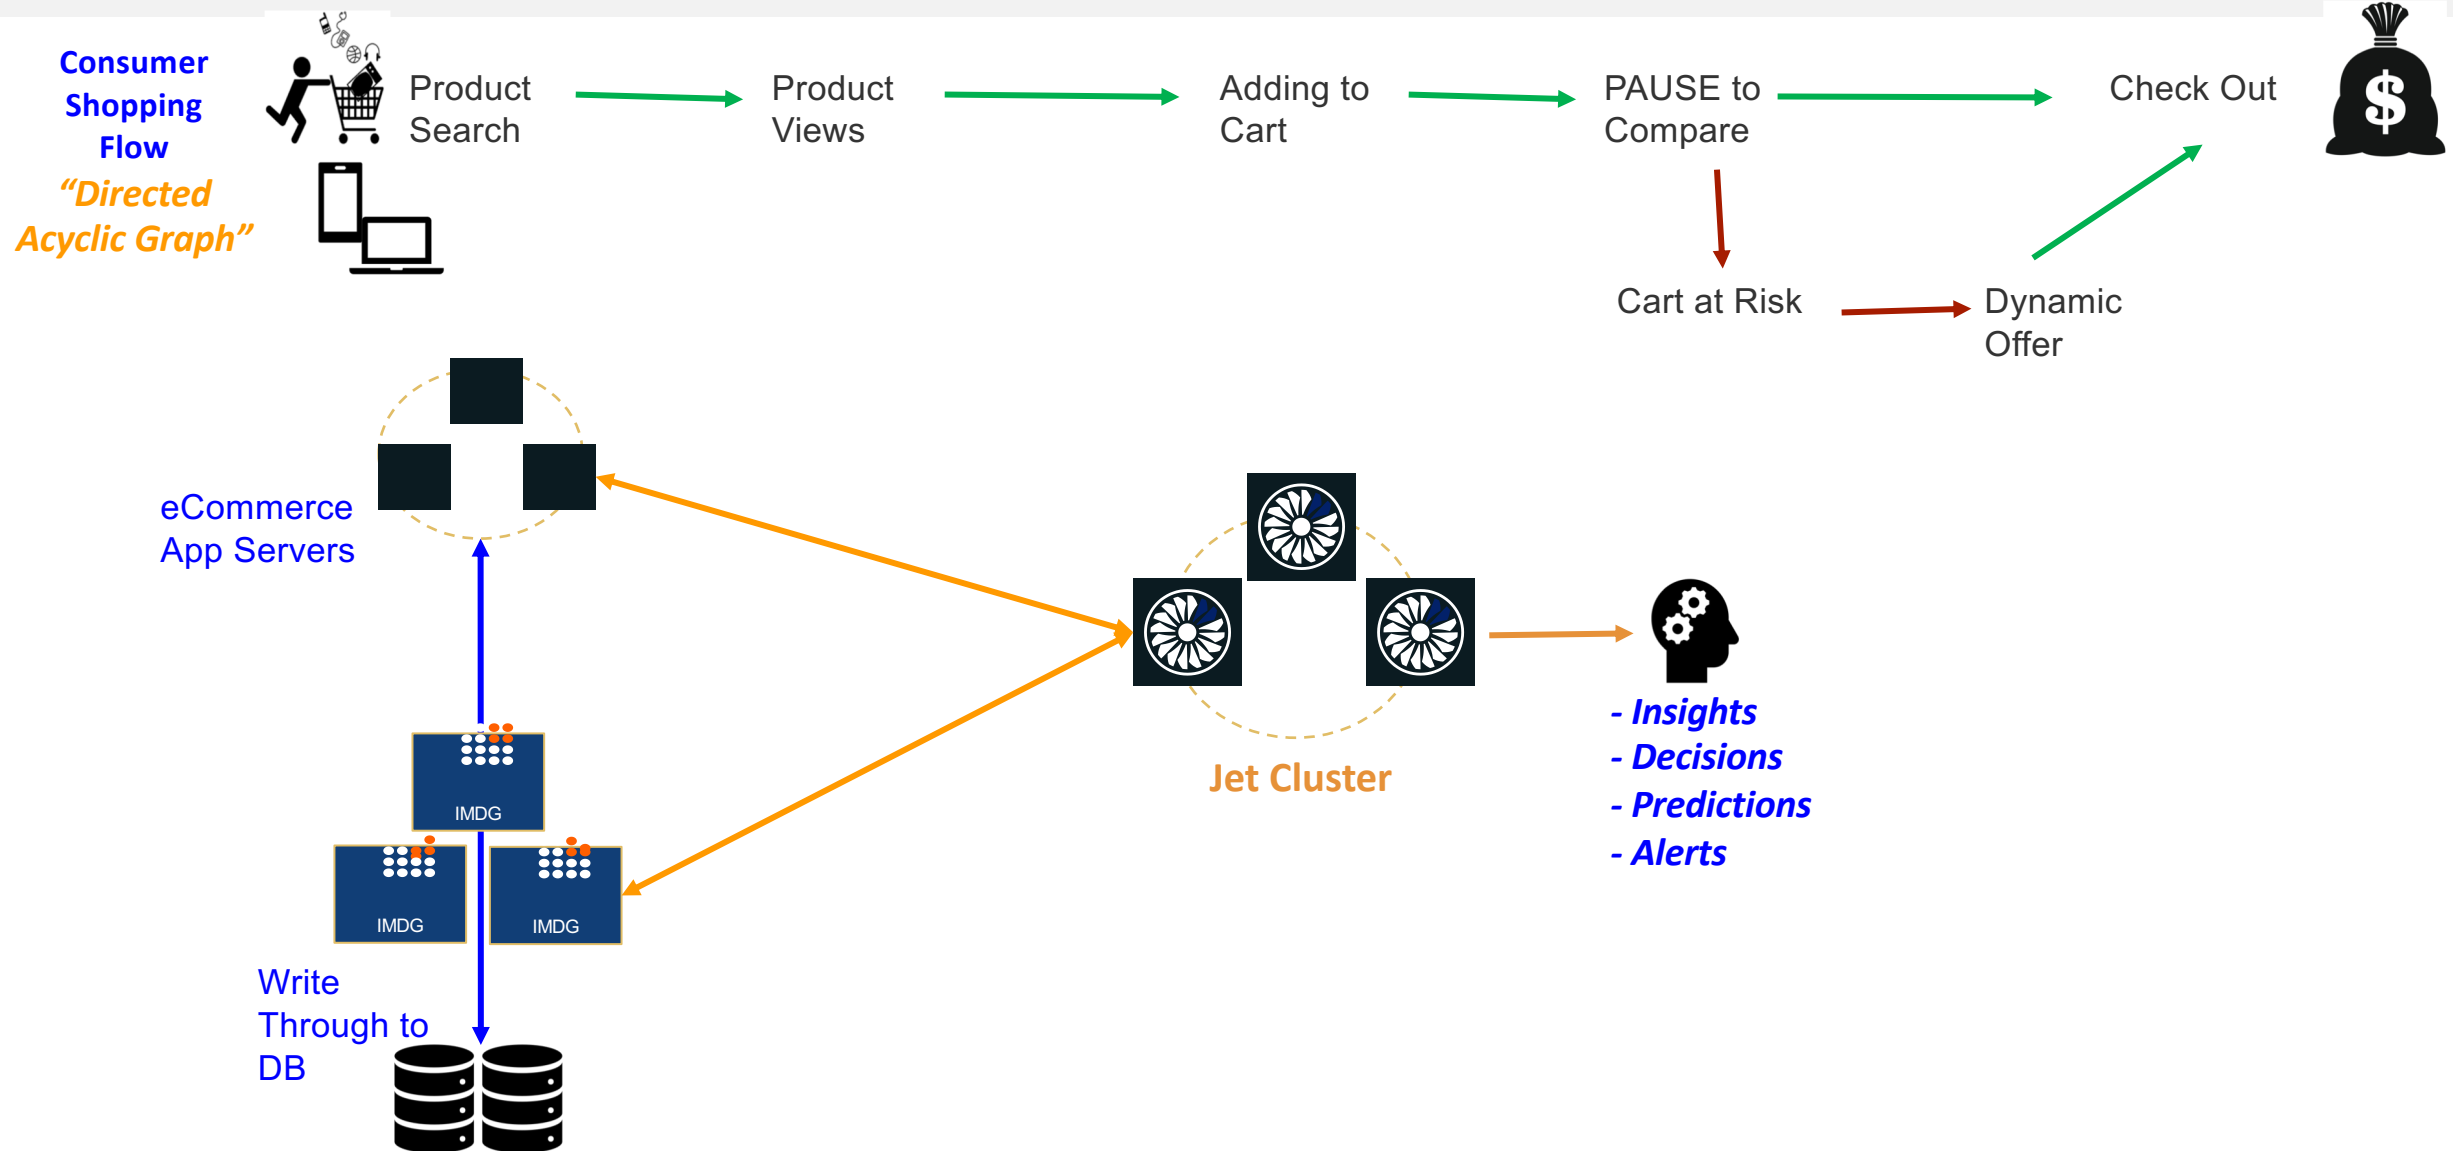 Consumer
Shopping
Flow
“Directed
Acyclic Graph”
Product
Search
Product
Views
Adding to
Cart
PAUSE to
Compare
Check Out
$
Cart at Risk
Dynamic
Offer
eCommerce
App Servers
Jet Cluster
- Insights
- Decisions
- Predictions
- Alerts
IMDG
IMDG
IMDG
Write
Through to
DB